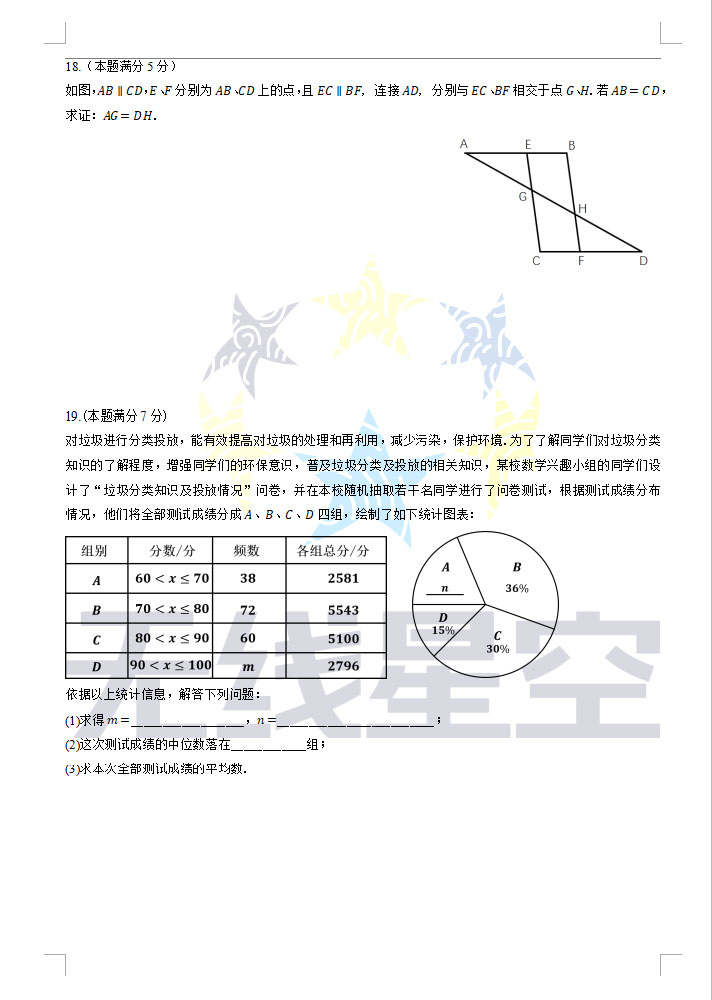 18.（本题满分 5 分）
如图,AB ∥ CD,E、F 分别为 AB、CD 上的点,且 EC ∥ BF, 连接 AD, 分别与 EC、BF 相交于点 G、H. 若 AB = CD,
求证: AG = DH.
A E B
G H
C F D
19.(本题满分 7 分)
对垃圾进行分类投放，能有效提高对垃圾的处理和再利用，减少污染，保护环境.为了了解同学们对垃圾分类
知识的了解程度，增强同学们的环保意识，普及垃圾分类及投放的相关知识，某校数学兴趣小组的同学们设
计了“垃圾分类知识及投放情况”问卷，并在本校随机抽取若干名同学进行了问卷测试，根据测试成绩分布
情况，他们将全部测试成绩分成 A、B、C、D 四组，绘制了如下统计图表:
组别 分数/分 频数 各组总分/分
A 60 < x ≤ 70 38 2581
B 70 < x ≤ 80 72 5543
C 80 < x ≤ 90 60 5100
D 90 < x ≤ 100 m 2796
A
n
B
36%
D
15%
C
30%
依据以上统计信息，解答下列问题:
(1)求得 m =__________________, n =_________________________;
(2)这次测试成绩的中位数落在____________组;
(3)求本次全部测试成绩的平均数.
无线星空